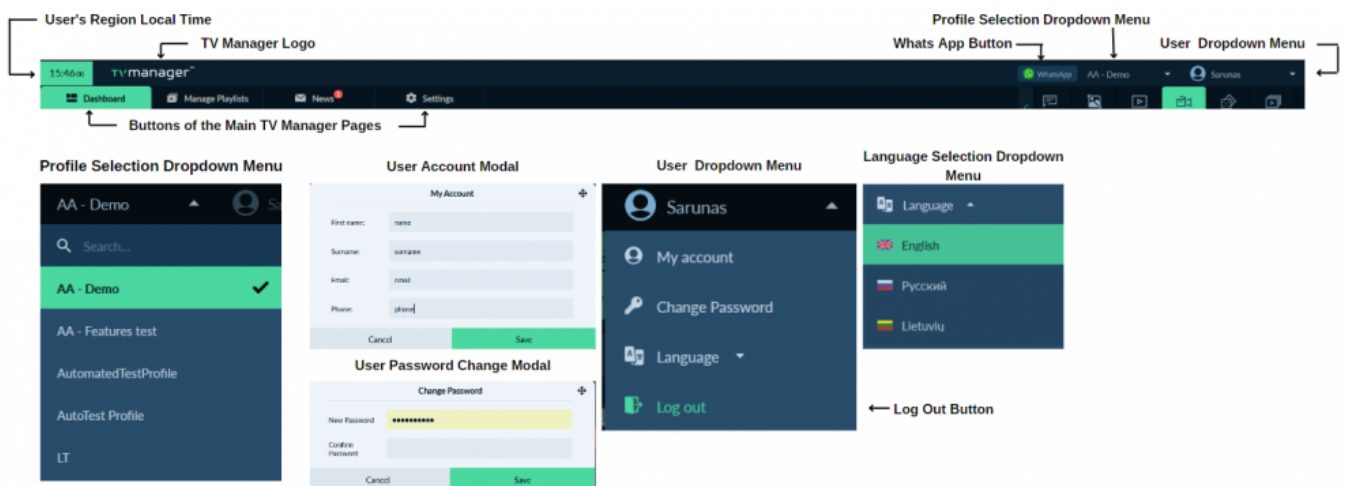 User's Region Local Time
Profile Selection Dropdown Menu
TV Manager Logo
Whats App Button
User Dropdown Menu
TVmanager™
WhatsApp
AA - Demo
Sarunas
Dashboard
Manage Playlists
News
Settings
Buttons of the Main TV Manager Pages
Profile Selection Dropdown Menu
AA - Demo
Search...
AA - Demo
AA - Features test
AutomatedTestProfile
AutoTest Profile
LT
User Account Modal
My Account
First name: name
Surname: surname
Email: email
Phone: phone
Cancel Save
User Password Change Modal
Change Password
New Password ••••••••••
Confirm
Password
Cancel Save
User Dropdown Menu
Sarunas
My account
Change Password
Language
Log out
Language Selection Dropdown
Menu
Language
English
Русский
Lietuvių
Log Out Button